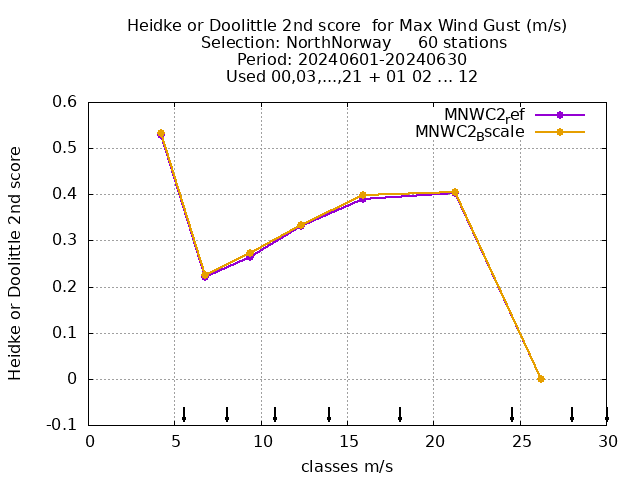 Heidke or Doolittle 2nd score  for Max Wind Gust (m/s)
Selection: NorthNorway     60 stations
Period: 20240601-20240630
Used 00,03,...,21 + 01 02 ... 12
MNWC2ref
MNWC2Bscale
0.6
0.5
0.4
0.3
0.2
0.1
0
-0.1
Heidke or Doolittle 2nd score
0 5 10 15 20 25 30
classes m/s